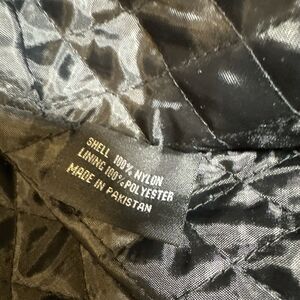 SHELL 100% NYLON
LINING 100% POLYESTER
MADE IN PAKISTAN